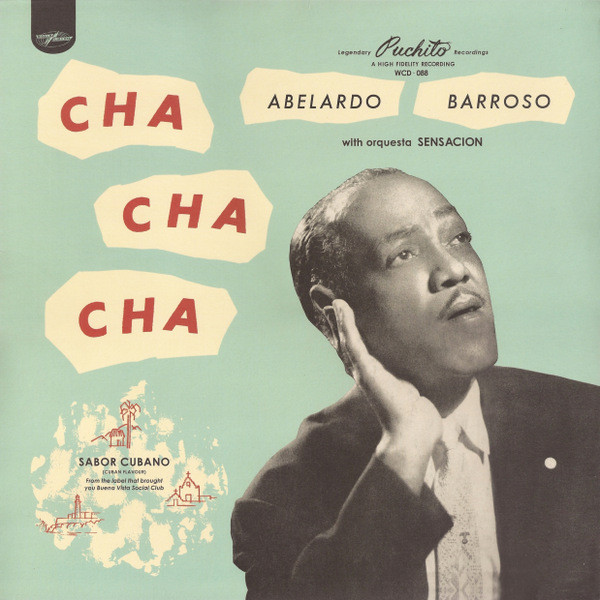 Legendary Puchito Recordings
A HIGH FIDELITY RECORDING
WCD - 088
CHA
CHA
CHA
ABELARDO BARROSO
with orquesta SENSACION
SABOR CUBANO
(CUBAN FLAVOUR)
From the label that brought
you Buena Vista Social Club